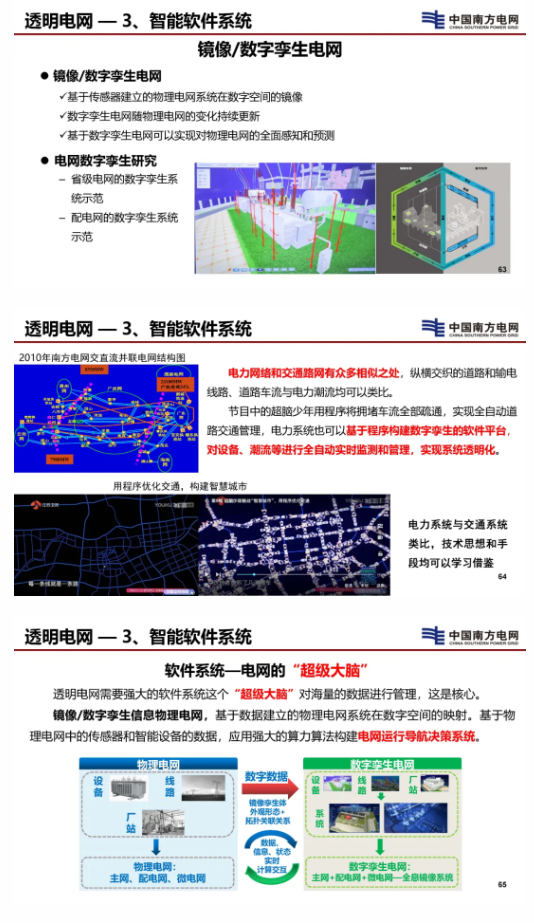 透明电网 — 3、智能软件系统
中国南方电网
CHINA SOUTHERN POWER GRID
镜像/数字孪生电网
● 镜像/数字孪生电网
✓基于传感器建立的物理电网系统在数字空间的镜像
✓数字孪生电网随物理电网的变化持续更新
✓基于数字孪生电网可以实现对物理电网的全面感知和预测
● 电网数字孪生研究
– 省级电网的数字孪生系
统示范
– 配电网的数字孪生系统
示范
63
透明电网 — 3、智能软件系统
中国南方电网
CHINA SOUTHERN POWER GRID
2010年南方电网交直流并联电网结构图
电力网络和交通路网有众多相似之处，纵横交织的道路和输电
线路、道路车流与电力潮流均可以类比。
节目中的超脑少年用程序将拥堵车流全部疏通，实现全自动道
路交通管理，电力系统也可以基于程序构建数字孪生的软件平台，
对设备、潮流等进行全自动实时监测和管理，实现系统透明化。
用程序优化交通，构建智慧城市
每一条线就是一条路
电力系统与交通系统
类比，技术思想和手
段均可以学习借鉴
64
透明电网 — 3、智能软件系统
中国南方电网
CHINA SOUTHERN POWER GRID
软件系统—电网的“超级大脑”
透明电网需要强大的软件系统这个“超级大脑”对海量的数据进行管理，这是核心。
镜像/数字孪生信息物理电网，基于数据建立的物理电网系统在数字空间的映射。基于物
理电网中的传感器和智能设备的数据，应用强大的算力算法构建电网运行导航决策系统。
物理电网
设备
线路
厂站
物理电网：
主网、配电网、微电网
数字数据
镜像孪生体
外观形态+
拓扑关联关系
数据、
信息、状态
实时
计算交互
数字孪生电网
设备
线路
厂站
系统
数字孪生电网：
主网+配电网+微电网—全息镜像系统
65